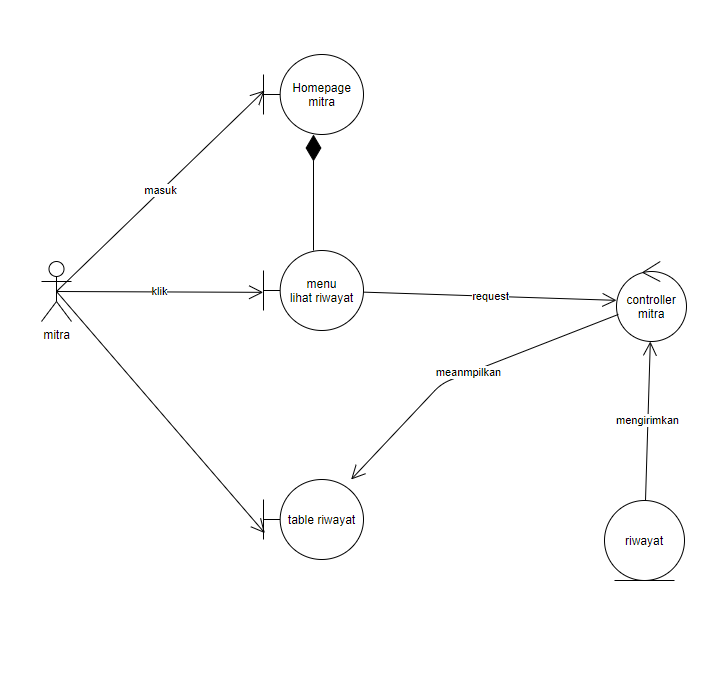 Homepage
mitra
masuk
mitra
klik
menu
lihat riwayat
request
controller
mitra
meanmpilkan
mengirimkan
table riwayat
riwayat